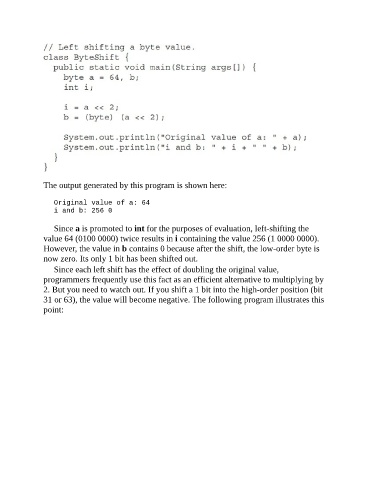 // Left shifting a byte value.
class ByteShift {
public static void main(String args[]) {
byte a = 64, b;
int i;
i = a << 2;
b = (byte) (a << 2);
System.out.println("Original value of a: " + a);
System.out.println("i and b: " + i + " " + b);
}
}
The output generated by this program is shown here:
Original value of a: 64
i and b: 256 0
Since a is promoted to int for the purposes of evaluation, left-shifting the
value 64 (0100 0000) twice results in i containing the value 256 (1 0000 0000).
However, the value in b contains 0 because after the shift, the low-order byte is
now zero. Its only 1 bit has been shifted out.
Since each left shift has the effect of doubling the original value,
programmers frequently use this fact as an efficient alternative to multiplying by
2. But you need to watch out. If you shift a 1 bit into the high-order position (bit
31 or 63), the value will become negative. The following program illustrates this
point: